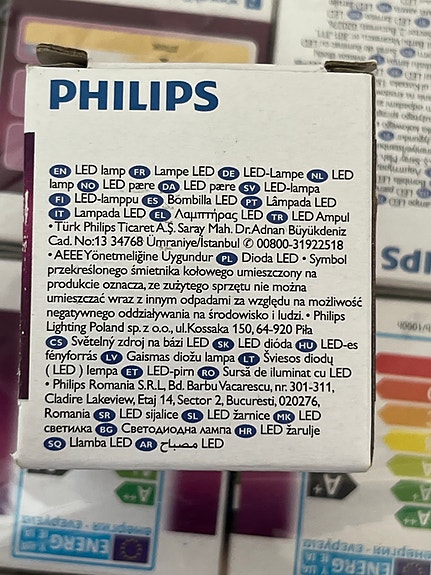 PHILIPS
EN LED lamp FR Lampe LED DE LED-Lampe NL LED
lamp NO LED pære DA LED pære SV LED-lampa
FI LED-lamppu ES Bombilla LED PT Lâmpada LED
IT Lampada LED EL Λαμπτήρας LED TR LED Ampul
• Türk Philips Ticaret A.Ş. Saray Mah. Dr.Adnan Büyükdeniz
Cad. No:13 34768 Ümraniye/İstanbul ✆ 00800-31922518
• AEEE Yönetmeliğine Uygundur PL Dioda LED • Symbol
przekreślonego śmietnika kołowego umieszczony na
produkcie oznacza, ze zużytego sprzętu nie można
umieszczać wraz z innym odpadami ze względu na możliwość
negatywnego oddziaływania na środowisko i ludzi. • Philips
Lighting Poland sp. z o.o., ul.Kossaka 150, 64-920 Piła
CS Světelný zdroj na bázi LED SK LED dióda HU LED-es
fényforrás LV Gaismas diožu lampa LT Šviesos diodų
( LED ) lempa ET LED-pirn RO Sursă de iluminat cu LED
• Philips Romania S.R.L, Bd. Barbu Vacarescu, nr. 301-311,
Cladire Lakeview, Etaj 14, Sector 2, Bucuresti, 020276,
Romania SR LED sijalice SL LED žarnice MK LED
светилка BG Светодиодна лампа HR LED žarulje
SQ Llamba LED AR مصباح LED
A++
A+
A
ENERG
енергия · ενεργεια